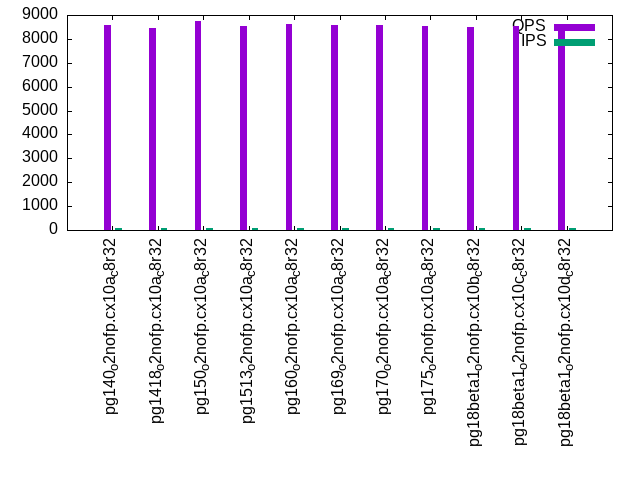 9000
8000
7000
6000
5000
4000
3000
2000
1000
0
QPS
IPS
pg140o2nofp.cx10ac8r32
pg1418o2nofp.cx10ac8r32
pg150o2nofp.cx10ac8r32
pg1513o2nofp.cx10ac8r32
pg160o2nofp.cx10ac8r32
pg169o2nofp.cx10ac8r32
pg170o2nofp.cx10ac8r32
pg175o2nofp.cx10ac8r32
pg18beta1o2nofp.cx10bc8r32
pg18beta1o2nofp.cx10cc8r32
pg18beta1o2nofp.cx10dc8r32